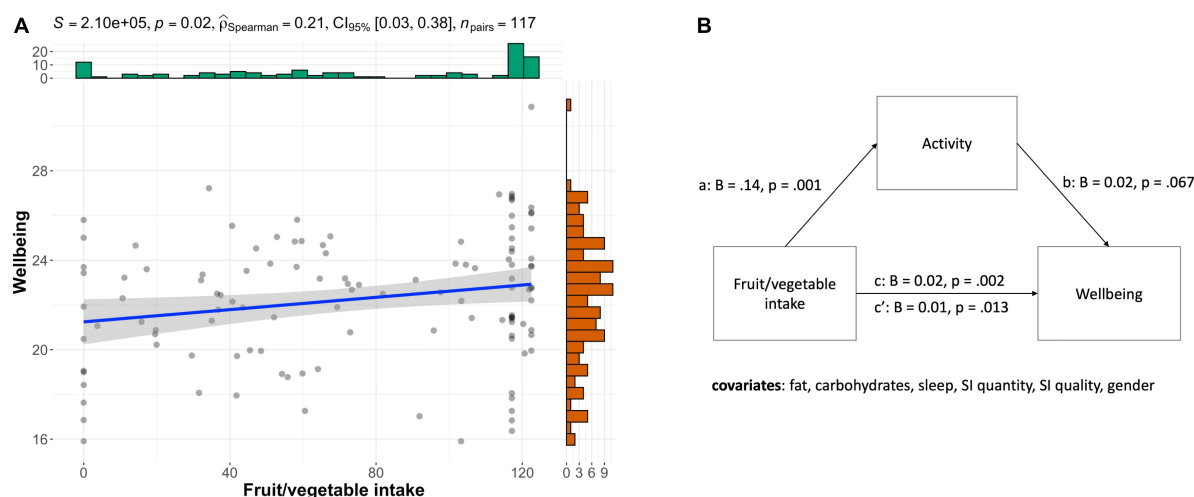 A
S = 2.10e+05, p = 0.02, ρ̂Spearman = 0.21, CI95% [0.03, 0.38], npairs = 117
20
10
0
Wellbeing
28
24
20
16
0
40
80
120
Fruit/vegetable intake
0 3 6 9
B
Activity
a: B = .14, p = .001
b: B = 0.02, p = .067
Fruit/vegetable
intake
c: B = 0.02, p = .002
c’: B = 0.01, p = .013
Wellbeing
covariates: fat, carbohydrates, sleep, SI quantity, SI quality, gender